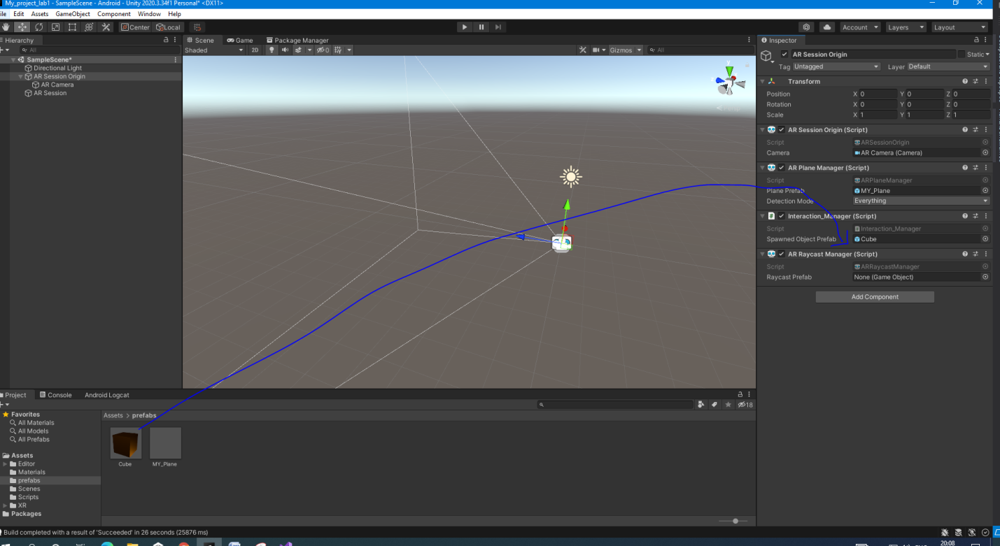 My_project_lab1 - SampleScene - Android - Unity 2020.3.34f1 Personal* <DX11>
ile Edit Assets GameObject Component Window Help
Center Local Account Layers Layout
Hierarchy
All
SampleScene*
Directional Light
AR Session Origin
AR Camera
AR Session
Scene Game Package Manager
Shaded 2D 0 Gizmos All
y
z
Persp
Inspector
AR Session Origin Static
Tag Untagged Layer Default
Transform
Position X 0 Y 0 Z 0
Rotation X 0 Y 0 Z 0
Scale X 1 Y 1 Z 1
AR Session Origin (Script)
Script ARSessionOrigin
Camera AR Camera (Camera)
AR Plane Manager (Script)
Script ARPlaneManager
Plane Prefab MY_Plane
Detection Mode Everything
Interaction_Manager (Script)
Script Interaction_Manager
Spawned Object Prefab Cube
AR Raycast Manager (Script)
Script ARRaycastManager
Raycast Prefab None (Game Object)
Add Component
Project Console Android Logcat
18
Favorites
All Materials
All Models
All Prefabs
Assets
Editor
Materials
prefabs
Scenes
Scripts
XR
Packages
Assets > prefabs
Cube MY_Plane
Build completed with a result of 'Succeeded' in 26 seconds (25876 ms)
20:08